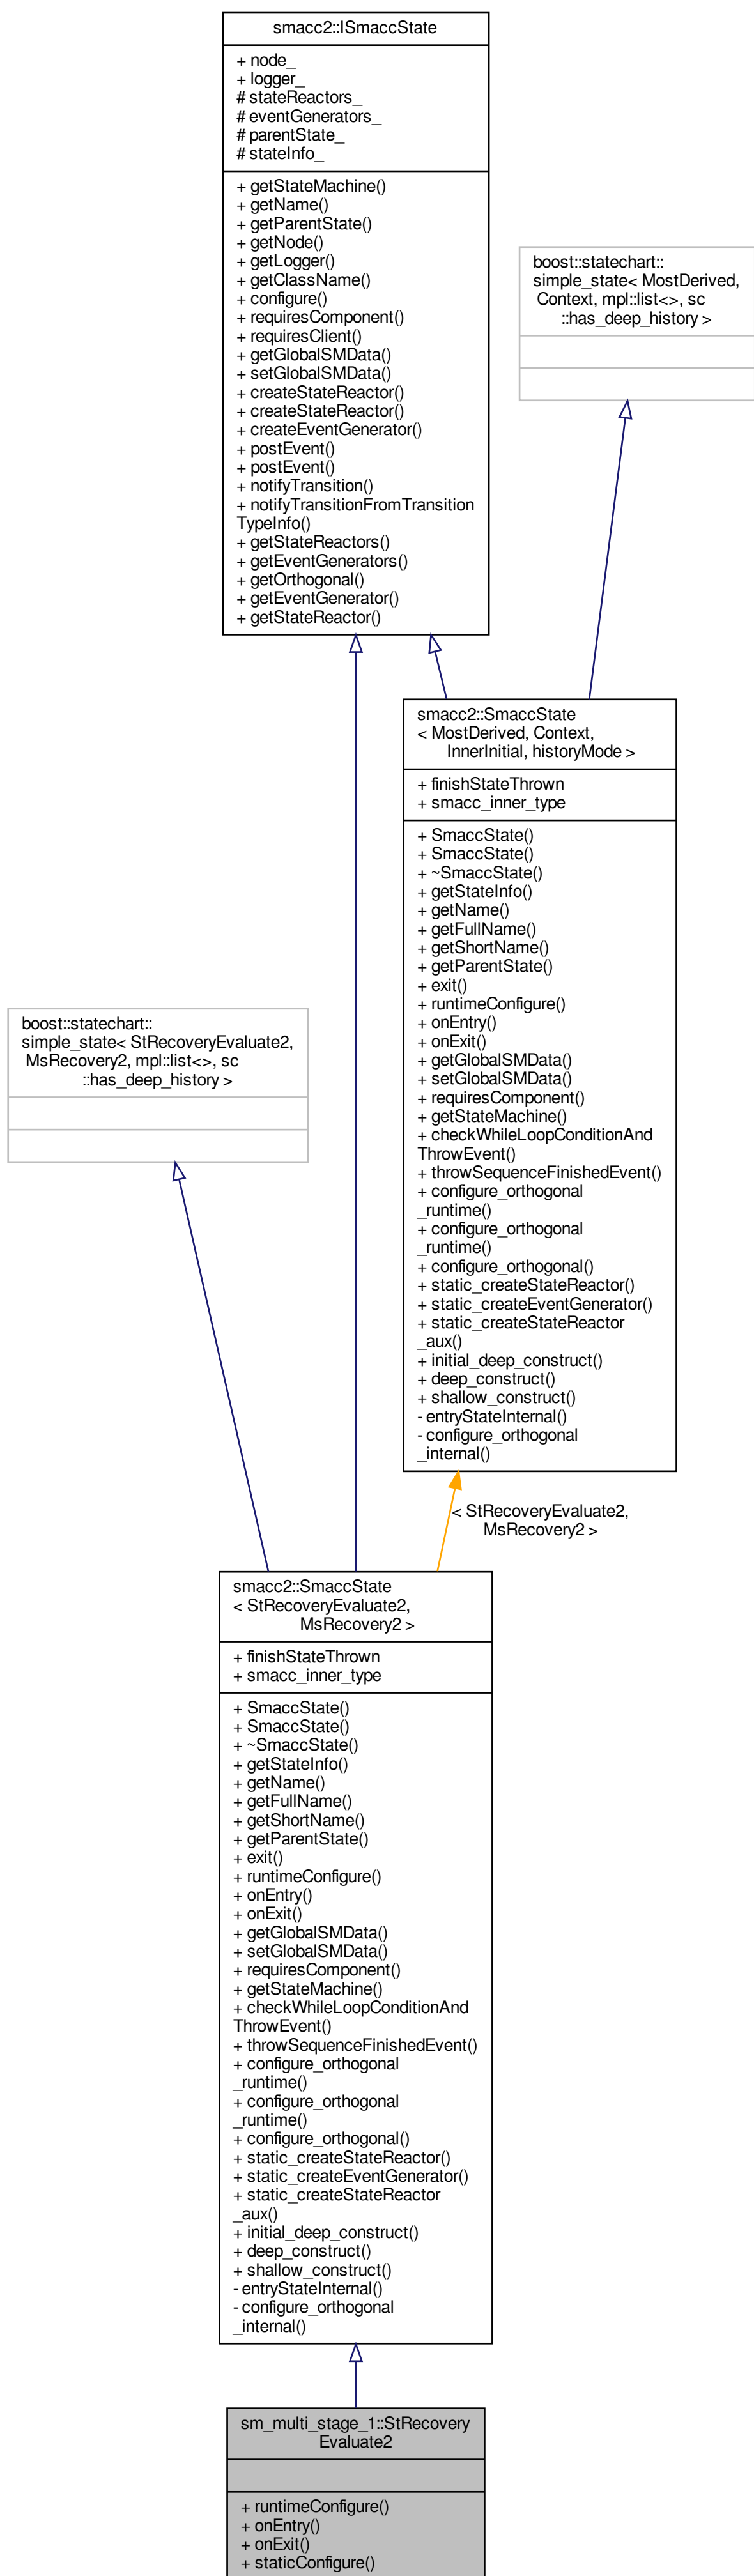 smacc2::ISmaccState
+ node_
+ logger_
# stateReactors_
# eventGenerators_
# parentState_
# stateInfo_
+ getStateMachine()
+ getName()
+ getParentState()
+ getNode()
+ getLogger()
+ getClassName()
+ configure()
+ requiresComponent()
+ requiresClient()
+ getGlobalSMData()
+ setGlobalSMData()
+ createStateReactor()
+ createStateReactor()
+ createEventGenerator()
+ postEvent()
+ postEvent()
+ notifyTransition()
+ notifyTransitionFromTransition
TypeInfo()
+ getStateReactors()
+ getEventGenerators()
+ getOrthogonal()
+ getEventGenerator()
+ getStateReactor()
boost::statechart::
simple_state< MostDerived,
Context, mpl::list<>, sc
::has_deep_history >
smacc2::SmaccState
< MostDerived, Context,
InnerInitial, historyMode >
+ finishStateThrown
+ smacc_inner_type
+ SmaccState()
+ SmaccState()
+ ~SmaccState()
+ getStateInfo()
+ getName()
+ getFullName()
+ getShortName()
+ getParentState()
+ exit()
+ runtimeConfigure()
+ onEntry()
+ onExit()
+ getGlobalSMData()
+ setGlobalSMData()
+ requiresComponent()
+ getStateMachine()
+ checkWhileLoopConditionAnd
ThrowEvent()
+ throwSequenceFinishedEvent()
+ configure_orthogonal
_runtime()
+ configure_orthogonal
_runtime()
+ configure_orthogonal()
+ static_createStateReactor()
+ static_createEventGenerator()
+ static_createStateReactor
_aux()
+ initial_deep_construct()
+ deep_construct()
+ shallow_construct()
- entryStateInternal()
- configure_orthogonal
_internal()
boost::statechart::
simple_state< StRecoveryEvaluate2,
MsRecovery2, mpl::list<>, sc
::has_deep_history >
< StRecoveryEvaluate2,
MsRecovery2 >
smacc2::SmaccState
< StRecoveryEvaluate2,
MsRecovery2 >
+ finishStateThrown
+ smacc_inner_type
+ SmaccState()
+ SmaccState()
+ ~SmaccState()
+ getStateInfo()
+ getName()
+ getFullName()
+ getShortName()
+ getParentState()
+ exit()
+ runtimeConfigure()
+ onEntry()
+ onExit()
+ getGlobalSMData()
+ setGlobalSMData()
+ requiresComponent()
+ getStateMachine()
+ checkWhileLoopConditionAnd
ThrowEvent()
+ throwSequenceFinishedEvent()
+ configure_orthogonal
_runtime()
+ configure_orthogonal
_runtime()
+ configure_orthogonal()
+ static_createStateReactor()
+ static_createEventGenerator()
+ static_createStateReactor
_aux()
+ initial_deep_construct()
+ deep_construct()
+ shallow_construct()
- entryStateInternal()
- configure_orthogonal
_internal()
sm_multi_stage_1::StRecovery
Evaluate2
+ runtimeConfigure()
+ onEntry()
+ onExit()
+ staticConfigure()